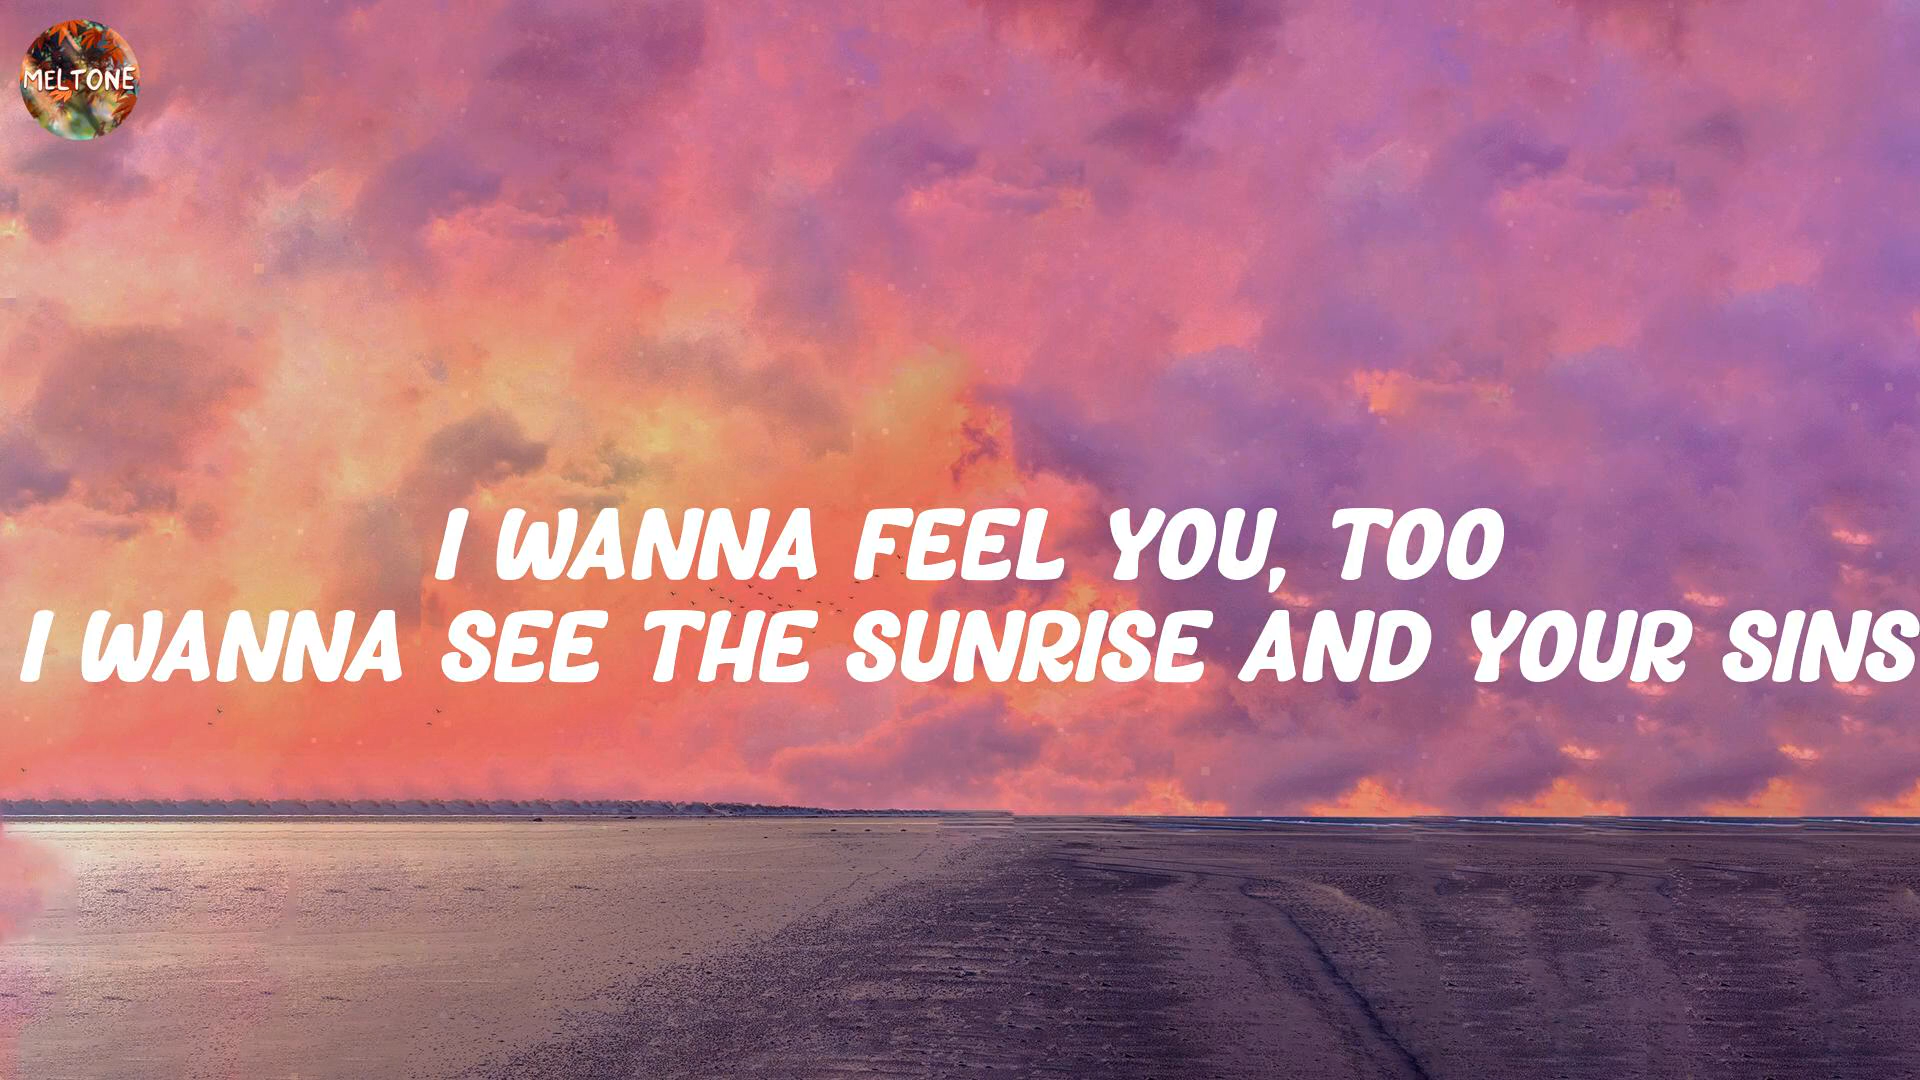 MELTONE
I WANNA FEEL YOU, TOO
I WANNA SEE THE SUNRISE AND YOUR SINS